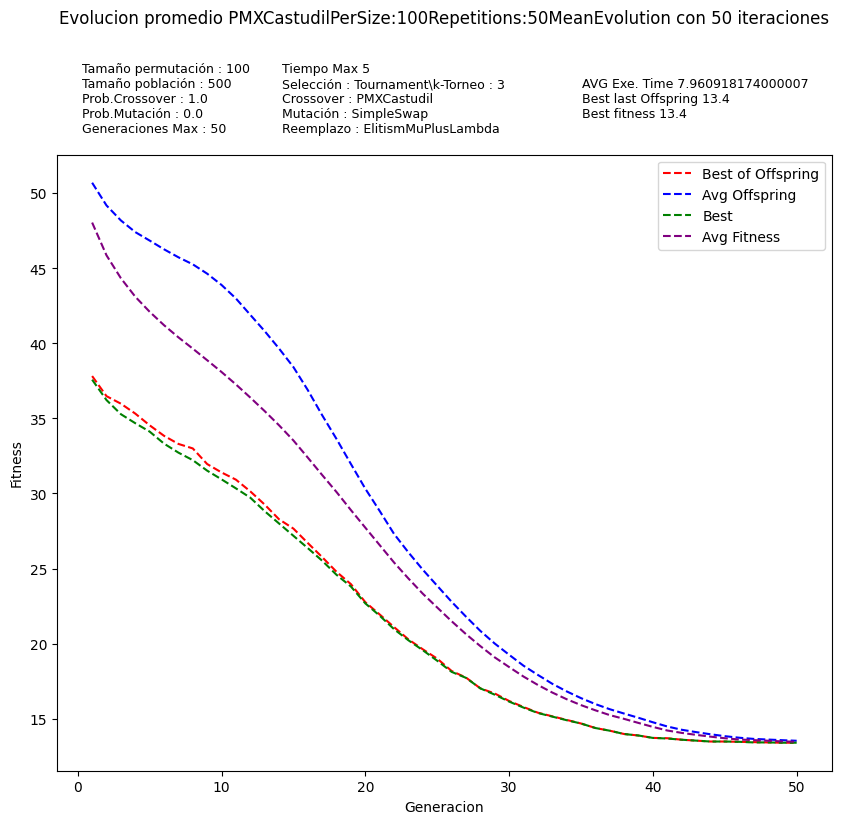 Evolucion promedio PMXCastudilPerSize:100Repetitions:50MeanEvolution con 50 iteraciones
Tamaño permutación : 100
Tamaño población : 500
Prob.Crossover : 1.0
Prob.Mutación : 0.0
Generaciones Max : 50
Tiempo Max 5
Selección : Tournament\k-Torneo : 3
Crossover : PMXCastudil
Mutación : SimpleSwap
Reemplazo : ElitismMuPlusLambda
AVG Exe. Time 7.960918174000007
Best last Offspring 13.4
Best fitness 13.4
Best of Offspring
Avg Offspring
Best
Avg Fitness
Fitness
50
45
40
35
30
25
20
15
0
10
20
30
40
50
Generacion